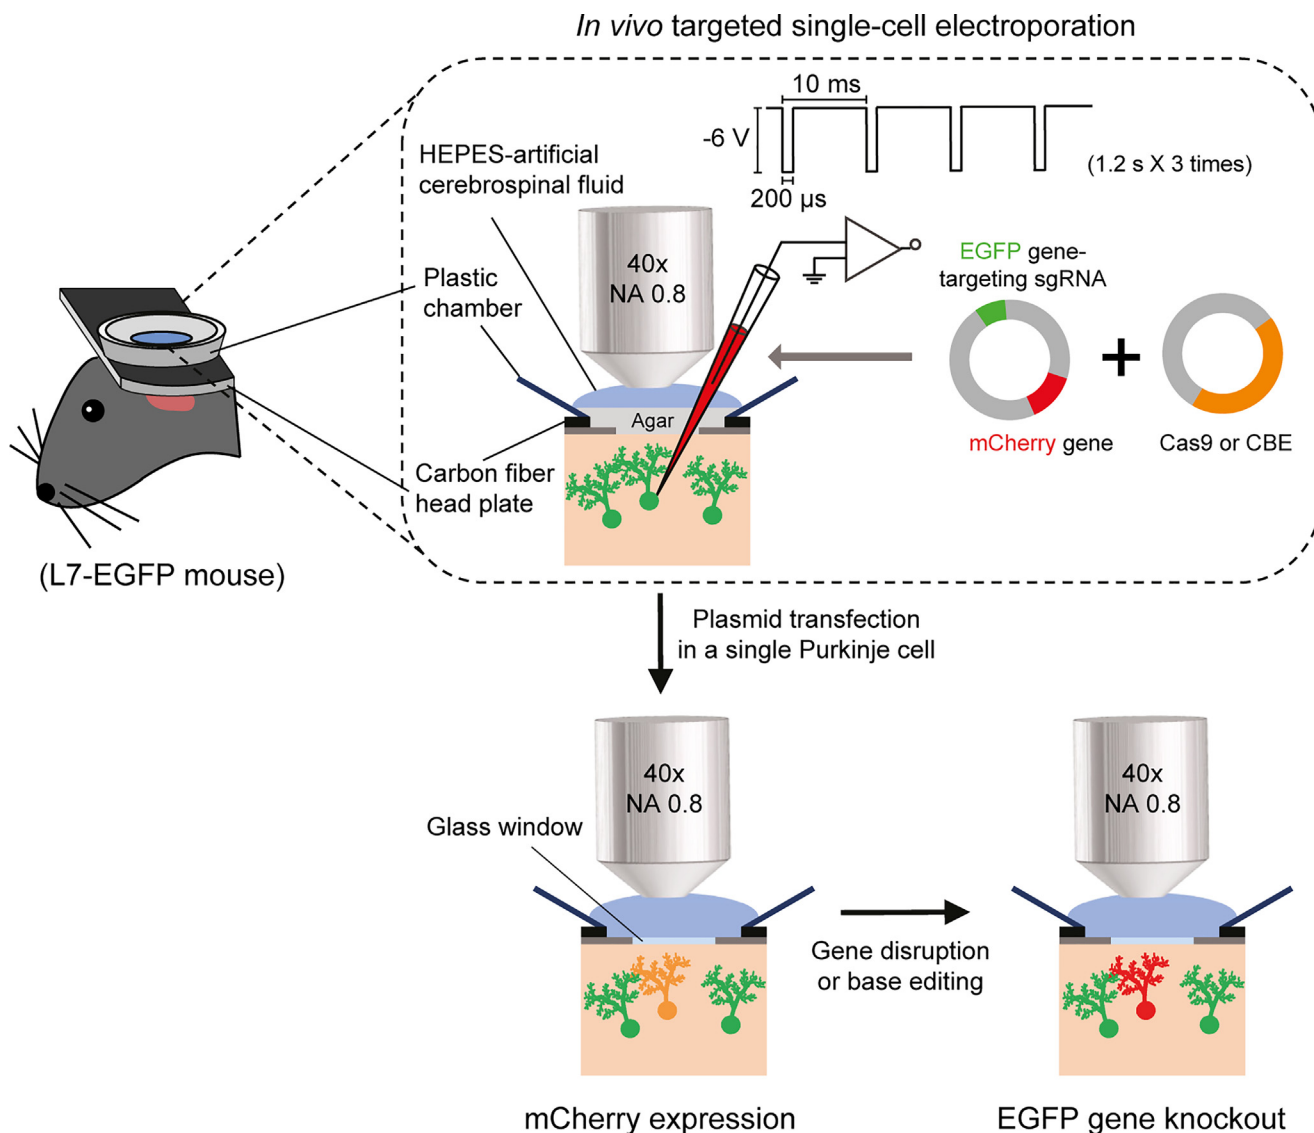 In vivo targeted single-cell electroporation
10 ms
-6 V
200 µs
(1.2 s X 3 times)
HEPES-artificial
cerebrospinal fluid
Plastic
chamber
Carbon fiber
head plate
40x
NA 0.8
Agar
EGFP gene-
targeting sgRNA
mCherry gene
+
Cas9 or CBE
(L7-EGFP mouse)
Plasmid transfection
in a single Purkinje cell
Glass window
40x
NA 0.8
Gene disruption
or base editing
40x
NA 0.8
mCherry expression
EGFP gene knockout